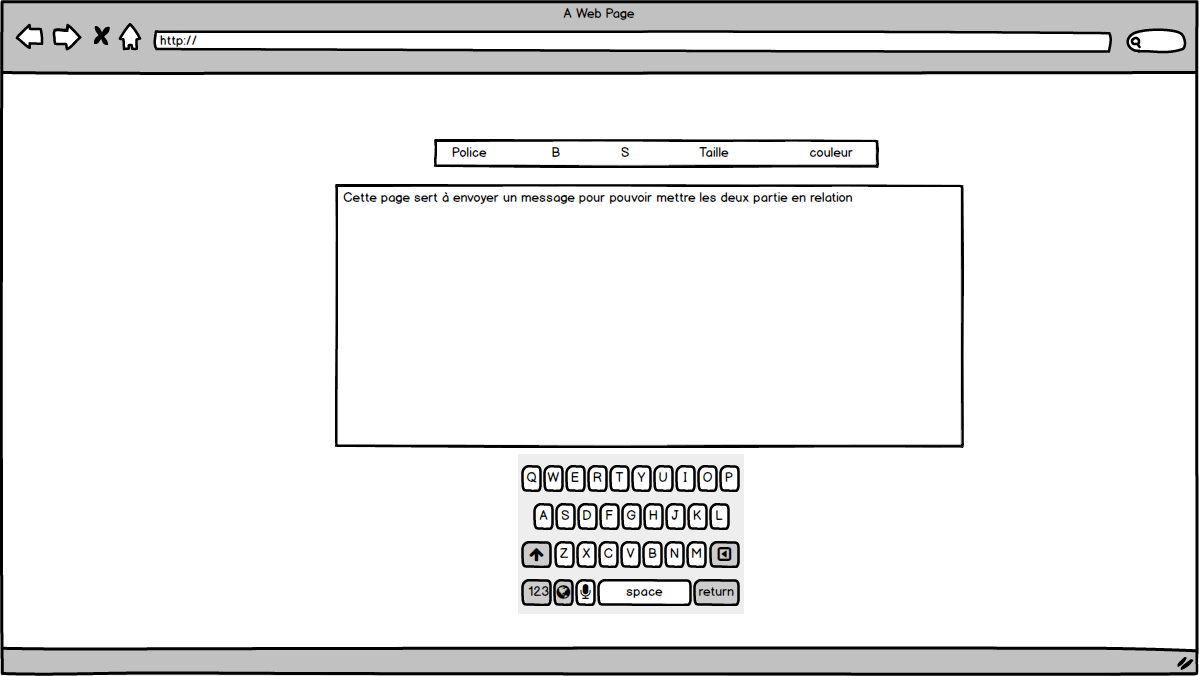 A Web Page
http://
Police B S Taille couleur
Cette page sert à envoyer un message pour pouvoir mettre les deux partie en relation
Q W E R T Y U I O P
A S D F G H J K L
Z X C V B N M
123 space return